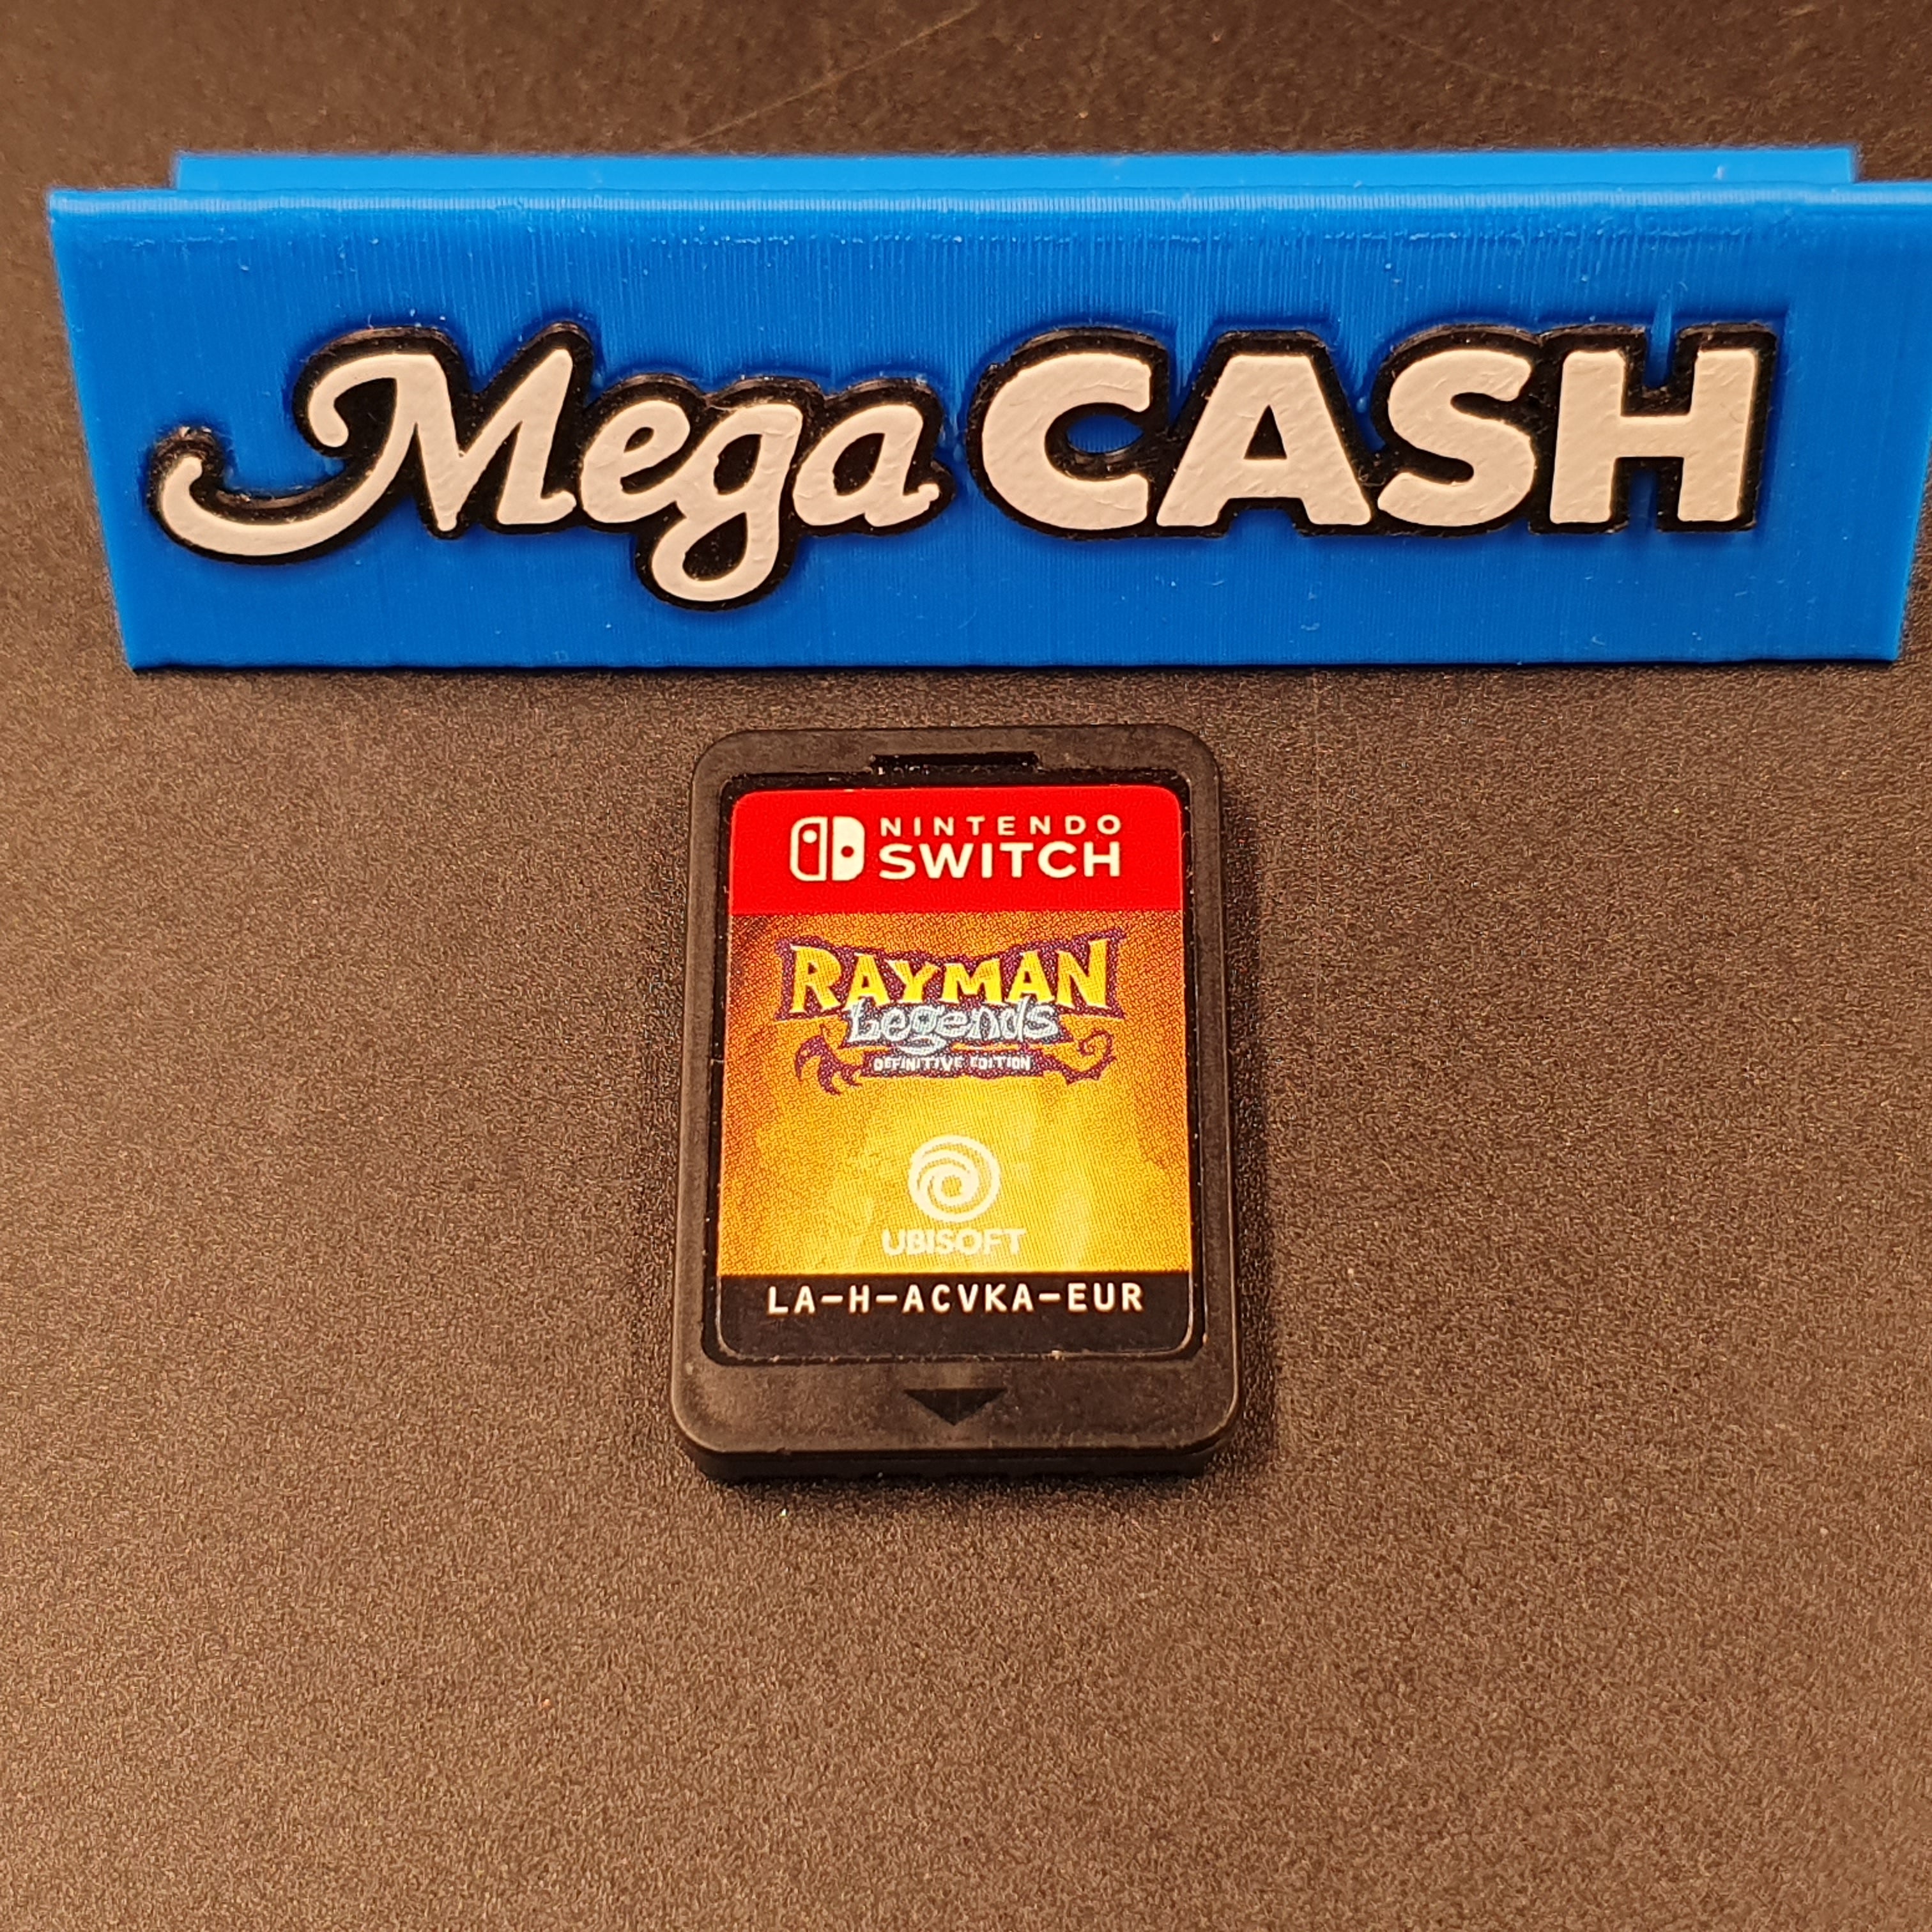 Mega CASH
NINTENDO
SWITCH
RAYMAN
Legends
DEFINITIVE EDITION
UBISOFT
LA-H-ACVKA-EUR